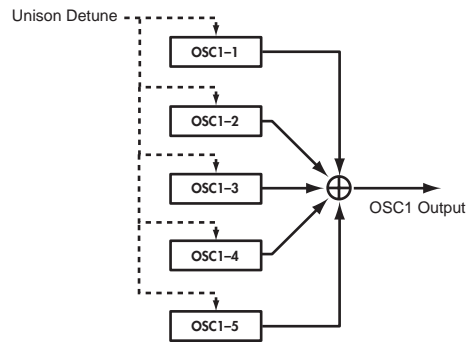 Unison Detune
OSC1–1
OSC1–2
OSC1–3
OSC1–4
OSC1–5
OSC1 Output